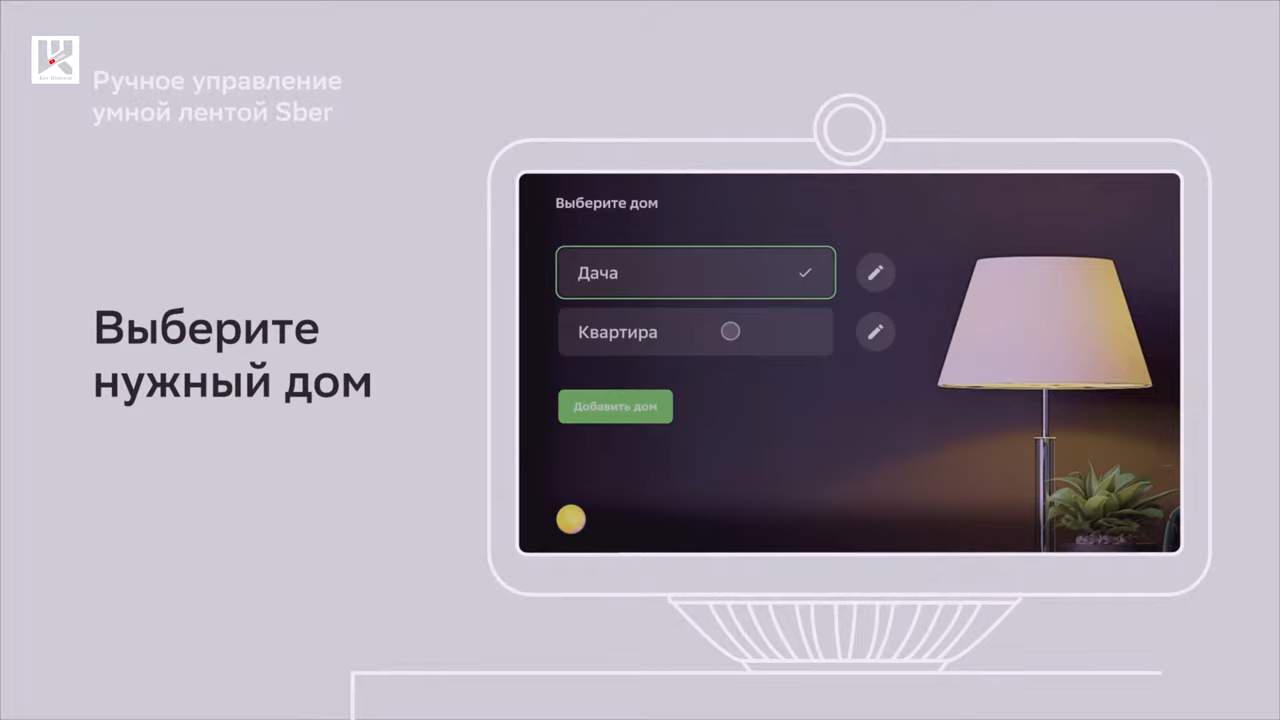 Ручное управление
умной лентой Sber
Выберите
нужный дом
Выберите дом
Дача
Квартира
Добавить дом